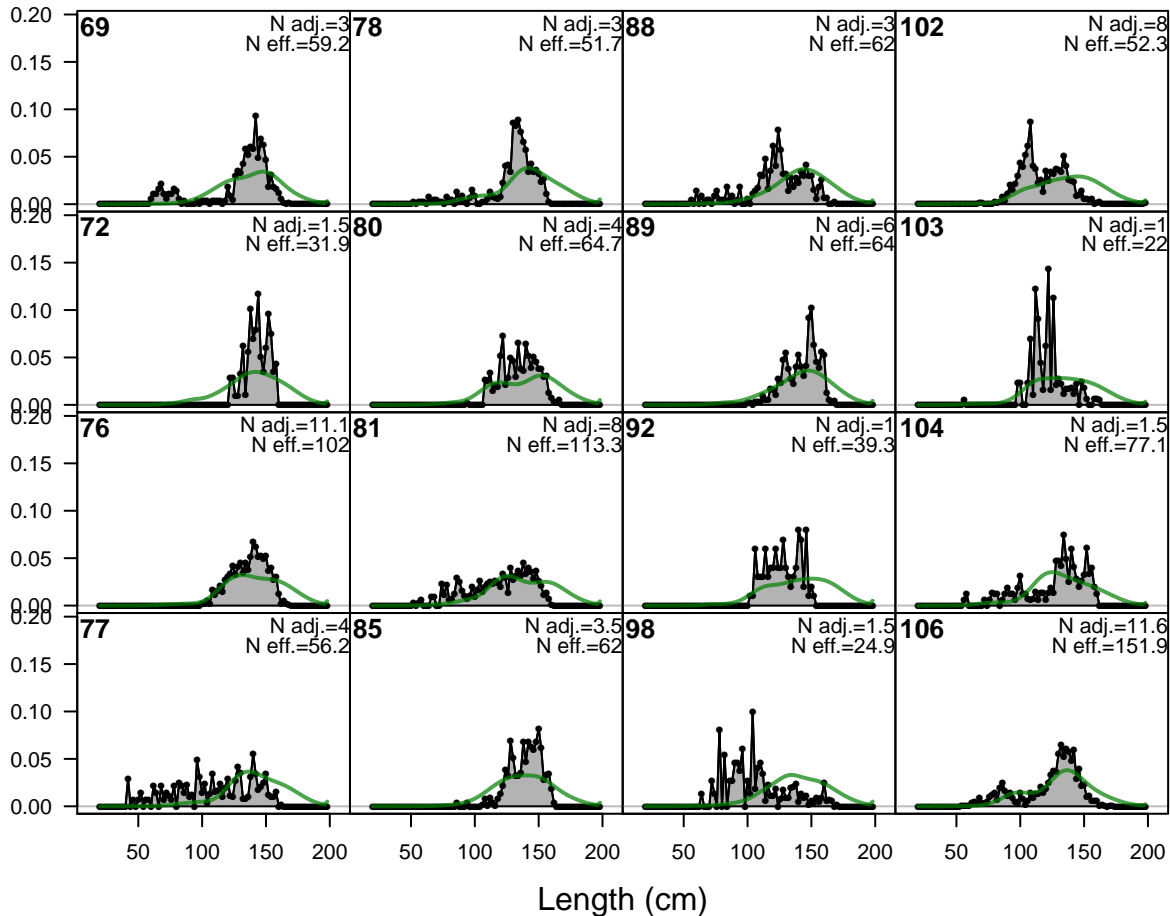 69 N adj.=3 78 N adj.=3 88 N adj.=3 102 N adj.=8
N eff.=59.2 N eff.=51.7 N eff.=62 N eff.=52.3
0.20
0.15
0.10
0.05
0.00
72 N adj.=1.5 80 N adj.=4 89 N adj.=6 103 N adj.=1
N eff.=31.9 N eff.=64.7 N eff.=64 N eff.=22
0.20
0.15
0.10
0.05
0.00
76 N adj.=11.1 81 N adj.=8 92 N adj.=1 104 N adj.=1.5
N eff.=102 N eff.=113.3 N eff.=39.3 N eff.=77.1
0.20
0.15
0.10
0.05
0.00
77 N adj.=4 85 N adj.=3.5 98 N adj.=1.5 106 N adj.=11.6
N eff.=56.2 N eff.=62 N eff.=24.9 N eff.=151.9
0.20
0.15
0.10
0.05
0.00
50 100 150 200 50 100 150 200 50 100 150 200 50 100 150 200
Length (cm)